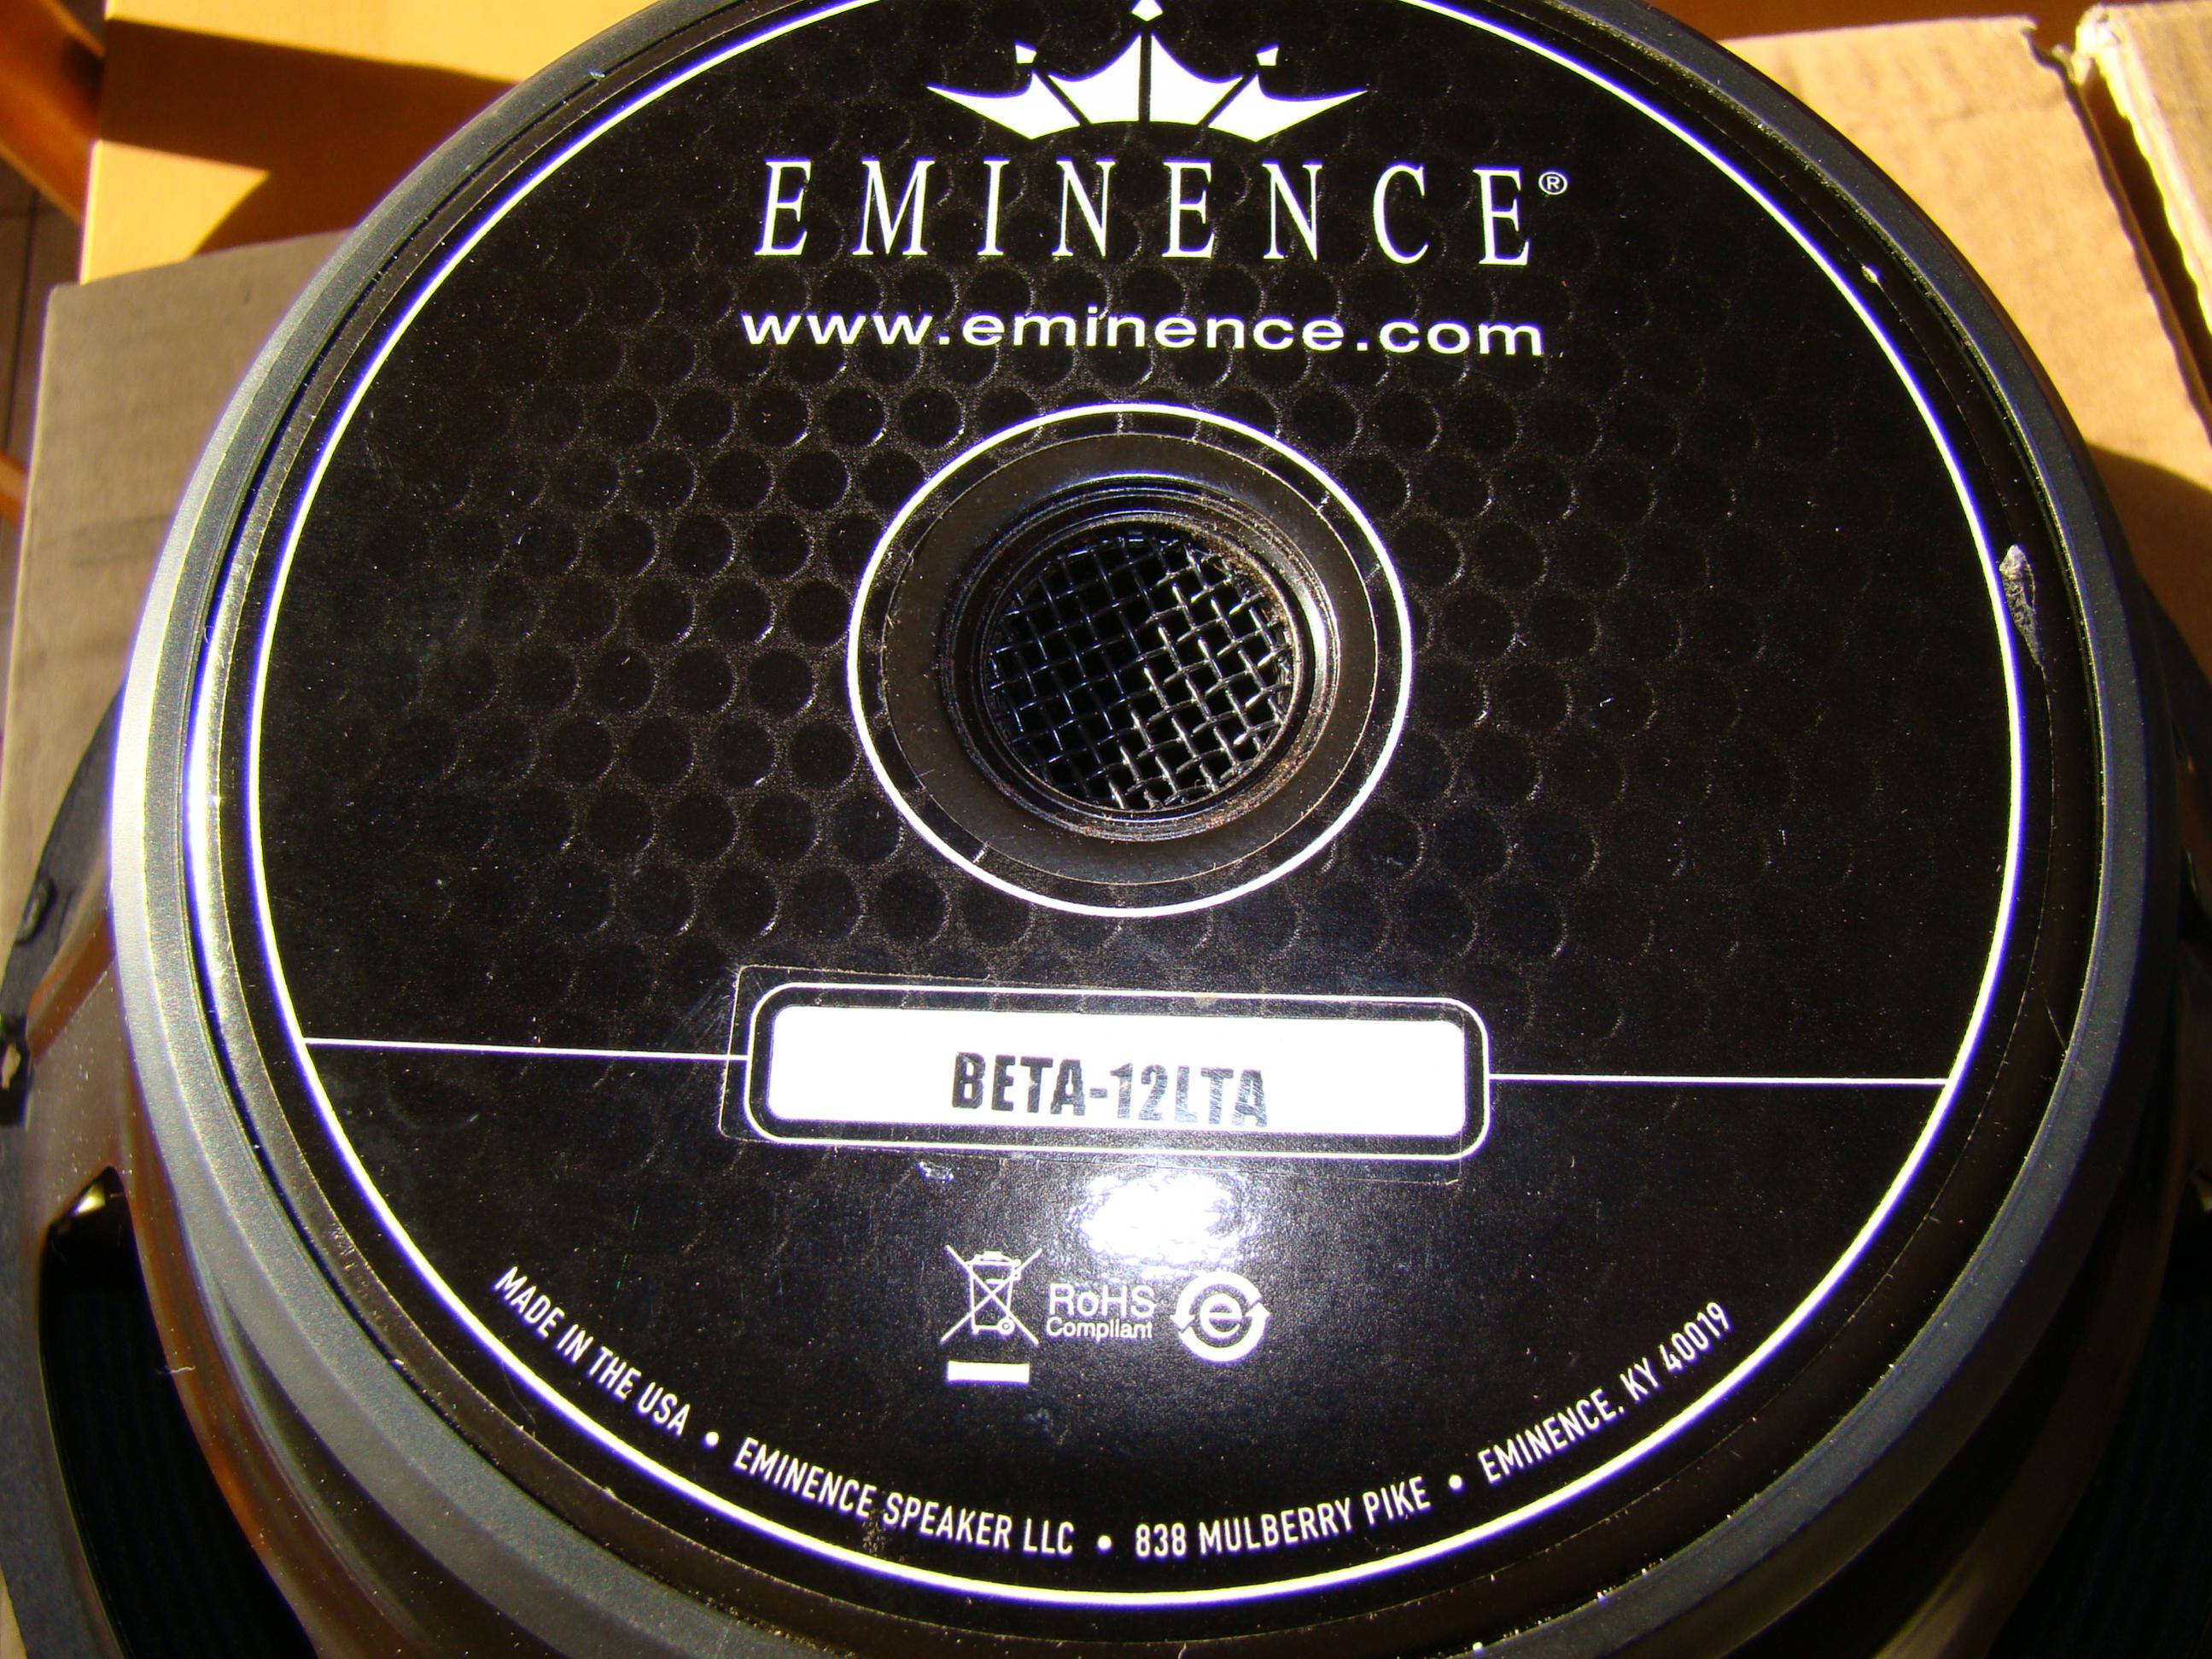 EMINENCE®
www.eminence.com
BETA-12LTA
RoHS
Compliant
e
MADE IN THE USA • EMINENCE SPEAKER LLC • 838 MULBERRY PIKE • EMINENCE, KY 40019